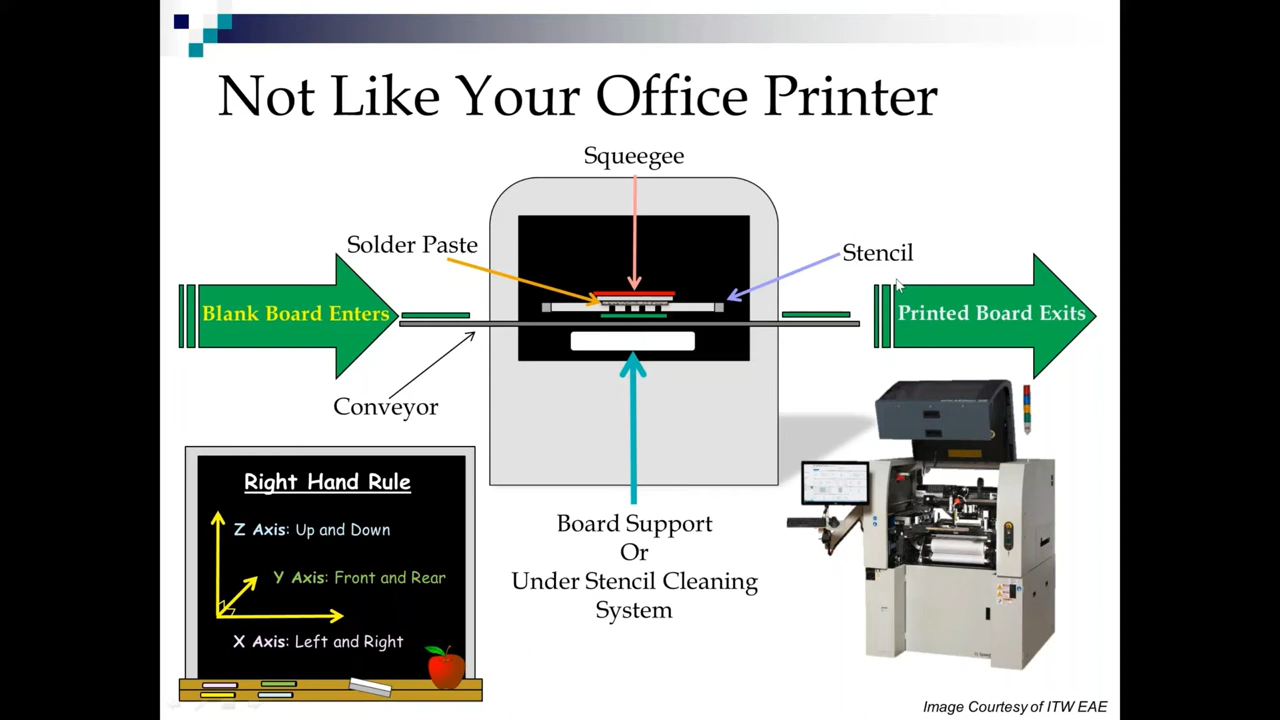 Not Like Your Office Printer
Squeegee
Solder Paste
Stencil
Blank Board Enters
Printed Board Exits
Conveyor
Right Hand Rule
Z Axis: Up and Down
Y Axis: Front and Rear
X Axis: Left and Right
Board Support
Or
Under Stencil Cleaning
System
Image Courtesy of ITW EAE